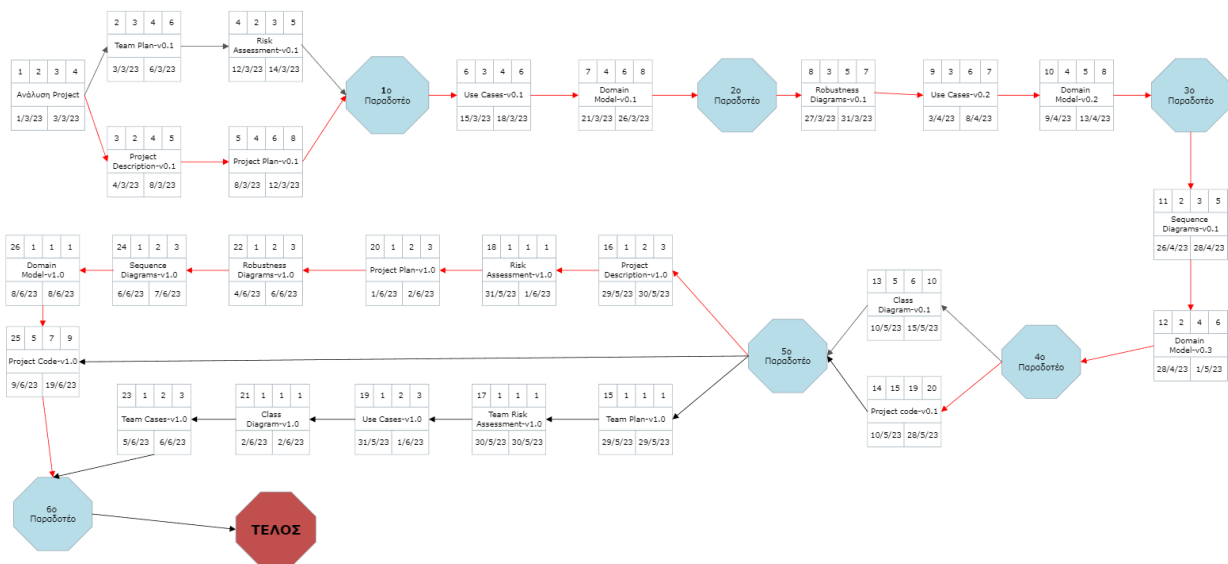 1 2 3 4
Ανάλυση Project
1/3/23 3/3/23
2 3 4 6
Team Plan-v0.1
3/3/23 6/3/23
4 2 3 5
Risk
Assessment-v0.1
12/3/23 14/3/23
3 2 4 5
Project
Description-v0.1
4/3/23 8/3/23
5 4 6 8
Project Plan-v0.1
8/3/23 12/3/23
1ο
Παραδοτέο
6 3 4 6
Use Cases-v0.1
15/3/23 18/3/23
7 4 6 8
Domain
Model-v0.1
21/3/23 26/3/23
2ο
Παραδοτέο
8 3 5 7
Robustness
Diagrams-v0.1
27/3/23 31/3/23
9 3 6 7
Use Cases-v0.2
3/4/23 8/4/23
10 4 5 8
Domain
Model-v0.2
9/4/23 13/4/23
3ο
Παραδοτέο
11 2 3 5
Sequence
Diagrams-v0.1
26/4/23 28/4/23
12 2 4 6
Domain
Model-v0.3
28/4/23 1/5/23
4ο
Παραδοτέο
13 5 6 10
Class
Diagram-v0.1
10/5/23 15/5/23
14 15 19 20
Project code-v0.1
10/5/23 28/5/23
5ο
Παραδοτέο
16 1 2 3
Project
Description-v1.0
29/5/23 30/5/23
18 1 1 1
Risk
Assessment-v1.0
31/5/23 1/6/23
20 1 2 3
Project Plan-v1.0
1/6/23 2/6/23
22 1 2 3
Robustness
Diagrams-v1.0
4/6/23 6/6/23
24 1 2 3
Sequence
Diagrams-v1.0
6/6/23 7/6/23
26 1 1 1
Domain
Model-v1.0
8/6/23 8/6/23
25 5 7 9
Project Code-v1.0
9/6/23 19/6/23
15 1 1 1
Team Plan-v1.0
29/5/23 29/5/23
17 1 1 1
Team Risk
Assessment-v1.0
30/5/23 30/5/23
19 1 2 3
Use Cases-v1.0
31/5/23 1/6/23
21 1 1 1
Class
Diagram-v1.0
2/6/23 2/6/23
23 1 2 3
Team Cases-v1.0
5/6/23 6/6/23
6ο
Παραδοτέο
ΤΕΛΟΣ